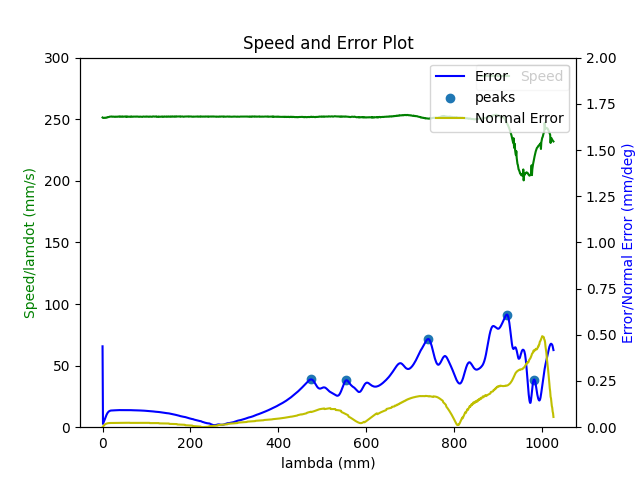 Speed and Error Plot
300
250
200
150
100
50
0
Speed/lamdot (mm/s)
2.00
1.75
1.50
1.25
1.00
0.75
0.50
0.25
0.00
Error/Normal Error (mm/deg)
Error
Speed
peaks
Normal Error
0
200
400
600
800
1000
lambda (mm)